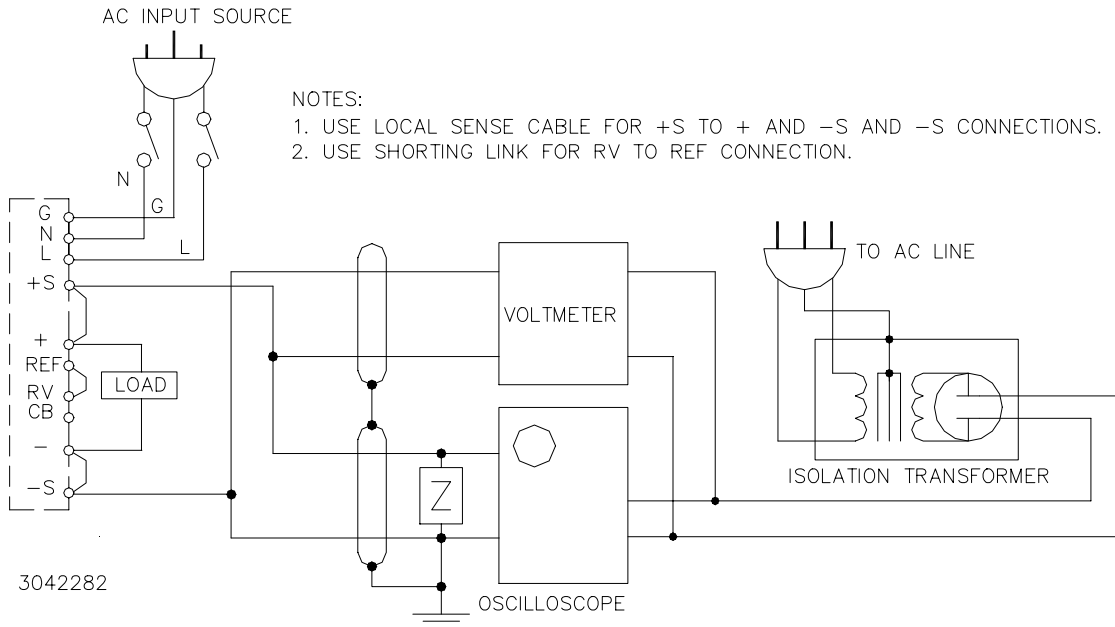 AC INPUT SOURCE
NOTES:
1. USE LOCAL SENSE CABLE FOR +S TO + AND −S AND −S CONNECTIONS.
2. USE SHORTING LINK FOR RV TO REF CONNECTION.
N
G
L
G
N
L
+S
+
REF
RV
CB
-
−S
LOAD
VOLTMETER
TO AC LINE
ISOLATION TRANSFORMER
Z
OSCILLOSCOPE
3042282